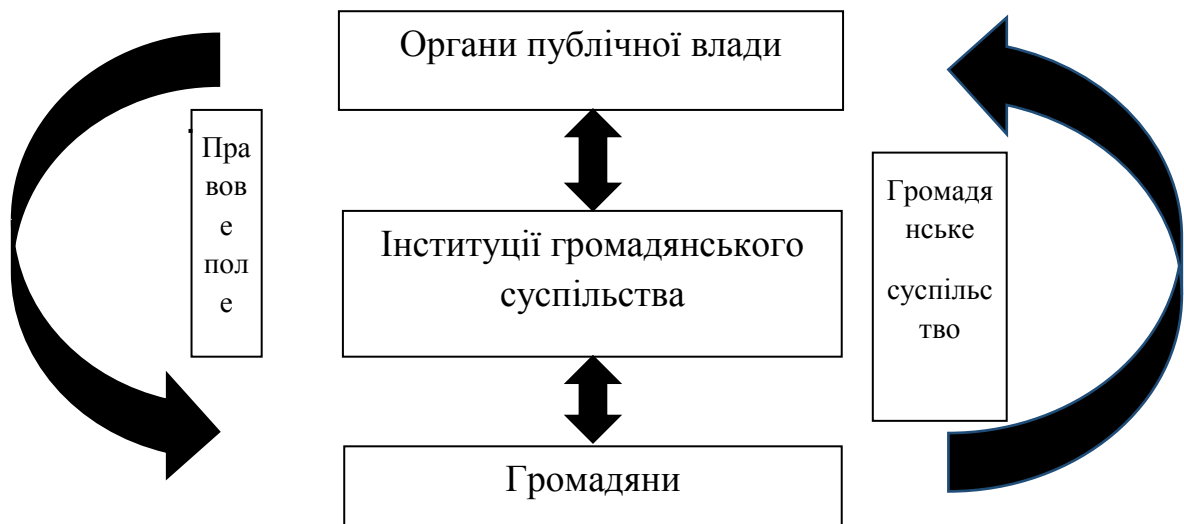 Органи публічної влади
Пра
вов
е
пол
е
Інституції громадянського
суспільства
Громадя
нське
суспільс
тво
Громадяни